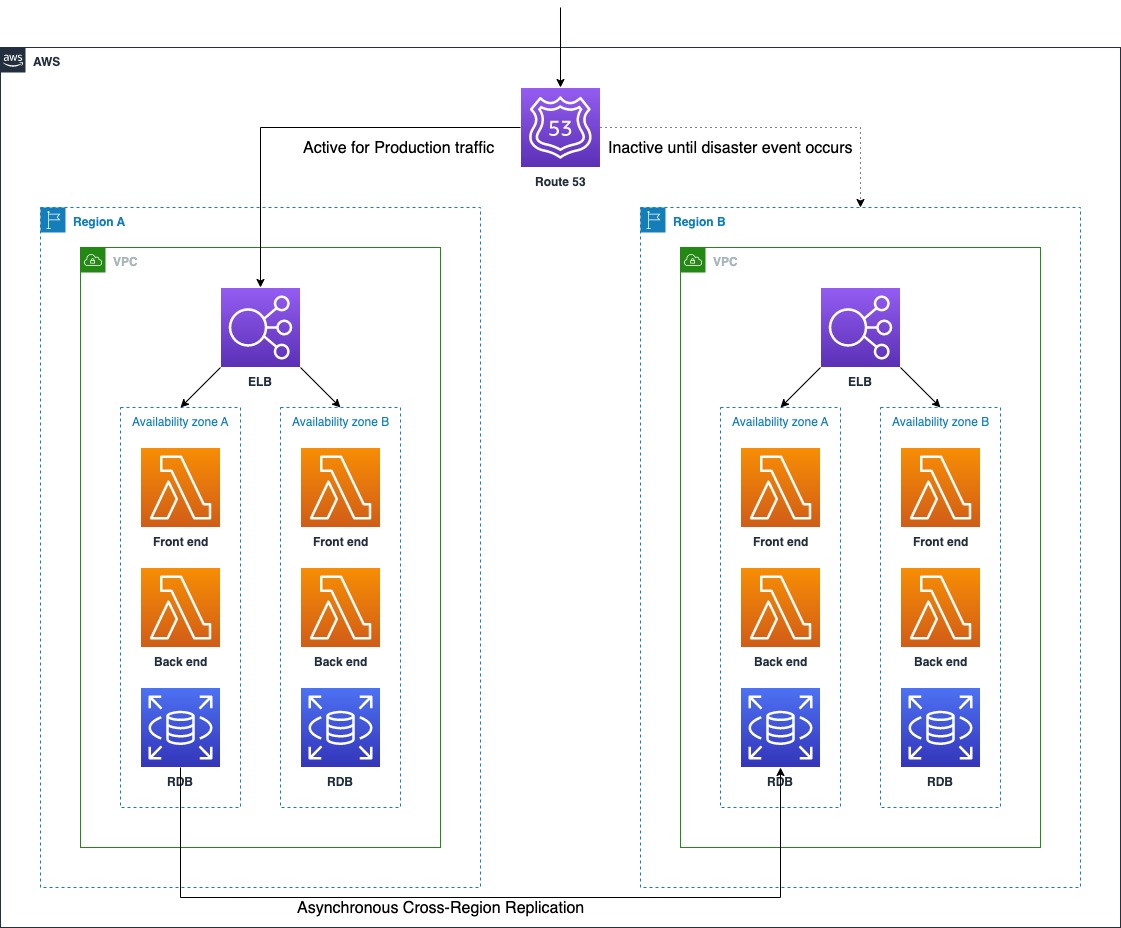 aws
AWS
53
Active for Production traffic
Inactive until disaster event occurs
Route 53
Region A
Region B
VPC
VPC
ELB
ELB
Availability zone A
Availability zone B
Availability zone A
Availability zone B
Front end
Front end
Front end
Front end
Back end
Back end
Back end
Back end
RDB
RDB
RDB
RDB
Asynchronous Cross-Region Replication